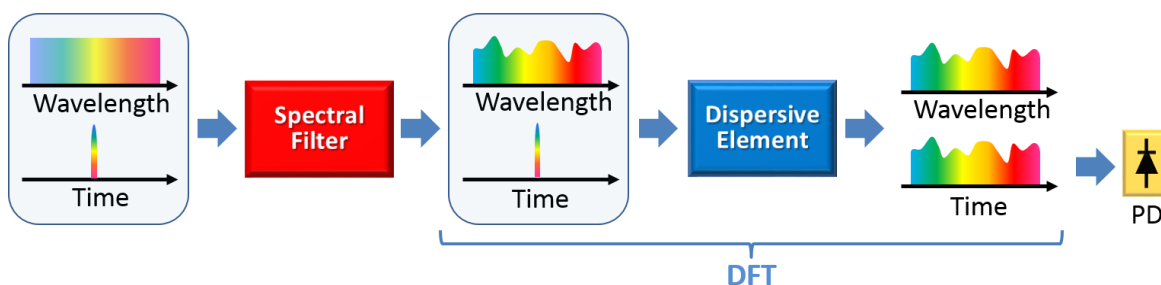 Wavelength
Time
Spectral
Filter
Wavelength
Time
Dispersive
Element
Wavelength
Time
PD
DFT